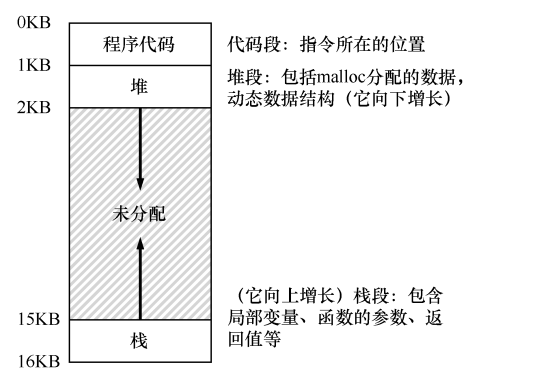 0KB
程序代码
代码段：指令所在的位置
1KB
堆
堆段：包括malloc分配的数据，
动态数据结构（它向下增长）
2KB
未分配
（它向上增长）栈段：包含
局部变量、函数的参数、返
回值等
15KB
栈
16KB